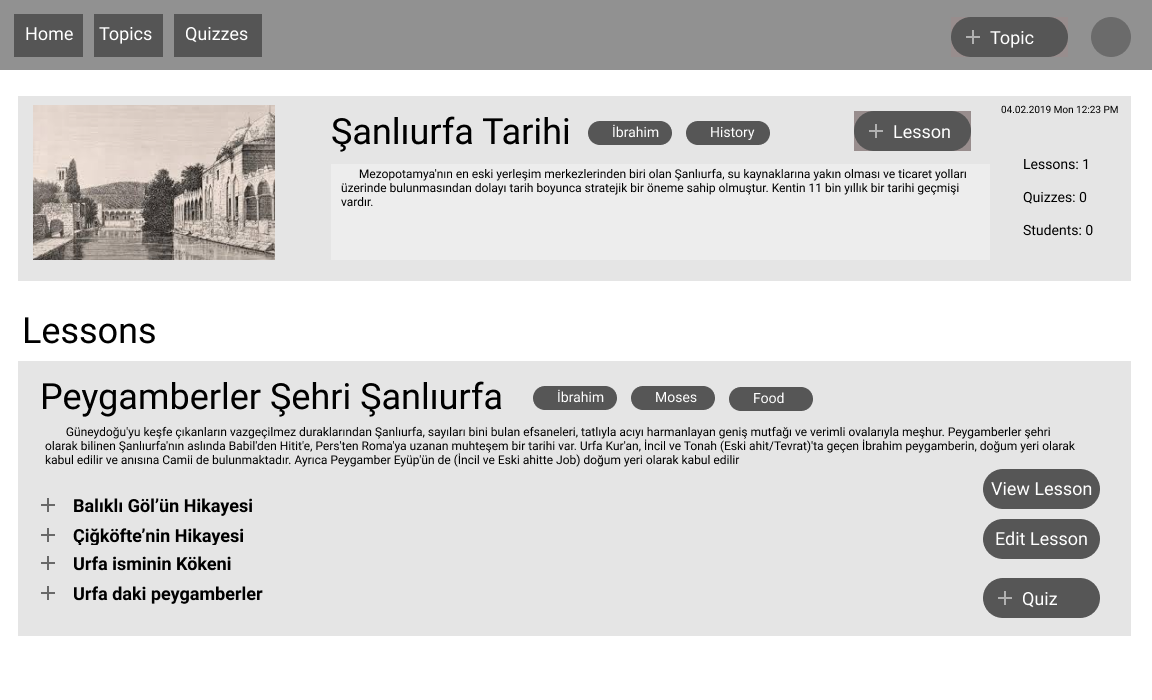 Home Topics Quizzes + Topic
04.02.2019 Mon 12:23 PM
Şanlıurfa Tarihi İbrahim History + Lesson
Mezopotamya'nın en eski yerleşim merkezlerinden biri olan Şanlıurfa, su kaynaklarına yakın olması ve ticaret yolları
üzerinde bulunmasından dolayı tarih boyunca stratejik bir öneme sahip olmuştur. Kentin 11 bin yıllık bir tarihi geçmişi
vardır.
Lessons: 1
Quizzes: 0
Students: 0
Lessons
Peygamberler Şehri Şanlıurfa İbrahim Moses Food
Güneydoğu'yu keşfe çıkanların vazgeçilmez duraklarından Şanlıurfa, sayıları bini bulan efsaneleri, tatlıyla acıyı harmanlayan geniş mutfağı ve verimli ovalarıyla meşhur. Peygamberler şehri
olarak bilinen Şanlıurfa'nın aslında Babil'den Hitit'e, Pers'ten Roma'ya uzanan muhteşem bir tarihi var. Urfa Kur'an, İncil ve Tonah (Eski ahit/Tevrat)'ta geçen İbrahim peygamberin, doğum yeri olarak
kabul edilir ve anısına Camii de bulunmaktadır. Ayrıca Peygamber Eyüp'ün de (İncil ve Eski ahitte Job) doğum yeri olarak kabul edilir
+ Balıklı Göl’ün Hikayesi
+ Çiğköfte’nin Hikayesi
+ Urfa isminin Kökeni
+ Urfa daki peygamberler
View Lesson
Edit Lesson
+ Quiz